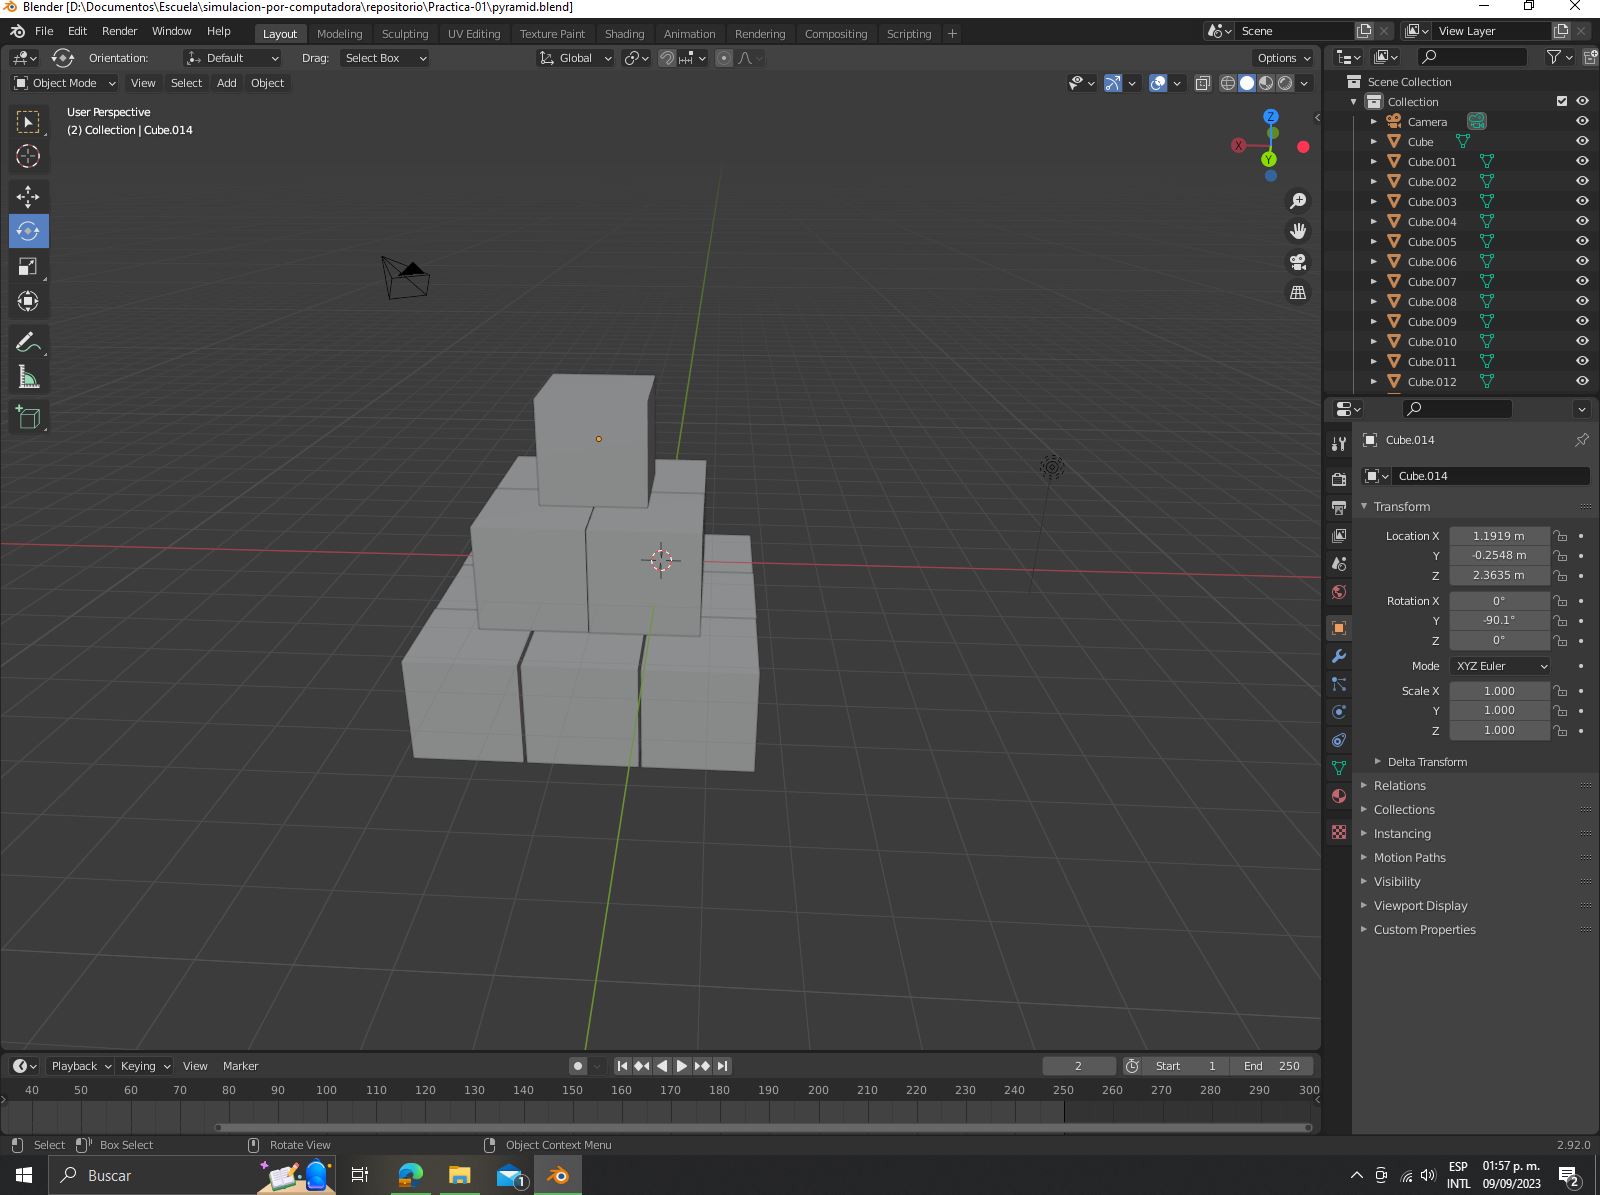 Blender [D:\Documentos\Escuela\simulacion-por-computadora\repositorio\Practica-01\pyramid.blend]
File Edit Render Window Help Layout Modeling Sculpting UV Editing Texture Paint Shading Animation Rendering Compositing Scripting + Scene View Layer
Orientation: Default Drag: Select Box Global Options
Object Mode View Select Add Object
User Perspective
(2) Collection | Cube.014
Z
X
Y
Scene Collection
Collection
Camera
Cube
Cube.001
Cube.002
Cube.003
Cube.004
Cube.005
Cube.006
Cube.007
Cube.008
Cube.009
Cube.010
Cube.011
Cube.012
Cube.014
Cube.014
Transform
Location X 1.1919 m
Y -0.2548 m
Z 2.3635 m
Rotation X 0°
Y -90.1°
Z 0°
Mode XYZ Euler
Scale X 1.000
Y 1.000
Z 1.000
Delta Transform
Relations
Collections
Instancing
Motion Paths
Visibility
Viewport Display
Custom Properties
Playback Keying View Marker 2 Start 1 End 250
40 50 60 70 80 90 100 110 120 130 140 150 160 170 180 190 200 210 220 230 240 250 260 270 280 290 300
Select Box Select Rotate View Object Context Menu 2.92.0
Buscar 1 ESP 01:57 p. m.
INTL 09/09/2023 2